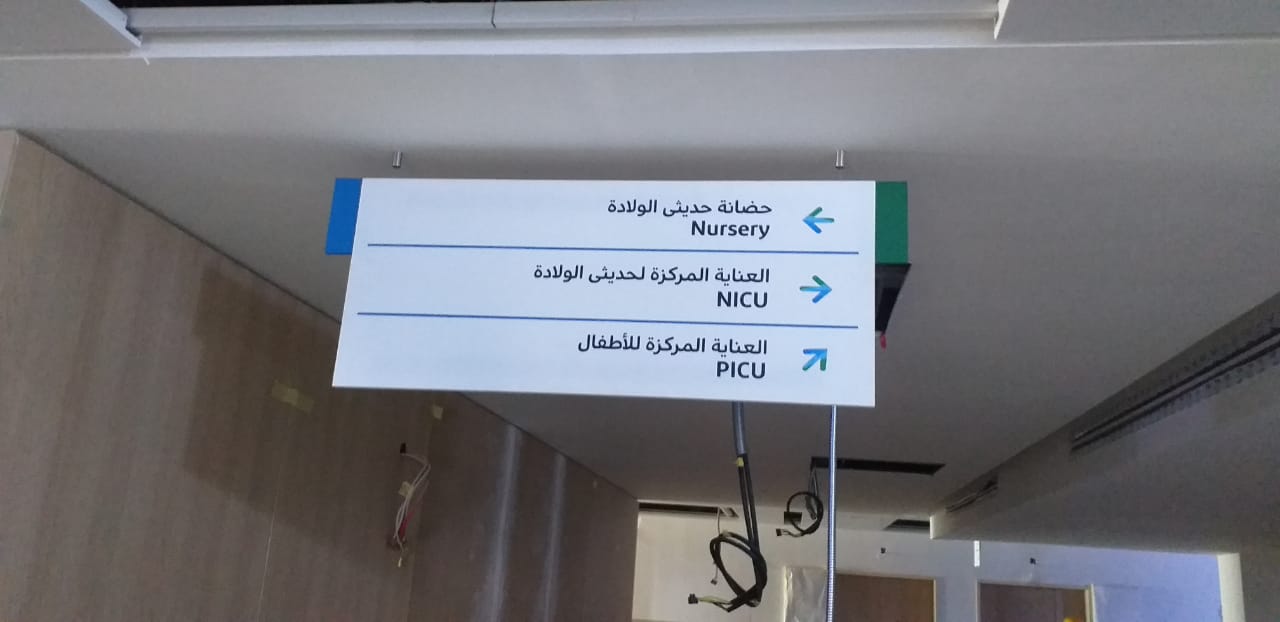 حضانة حديثى الولادة
Nursery
العناية المركزة لحديثى الولادة
NICU
العناية المركزة للأطفال
PICU